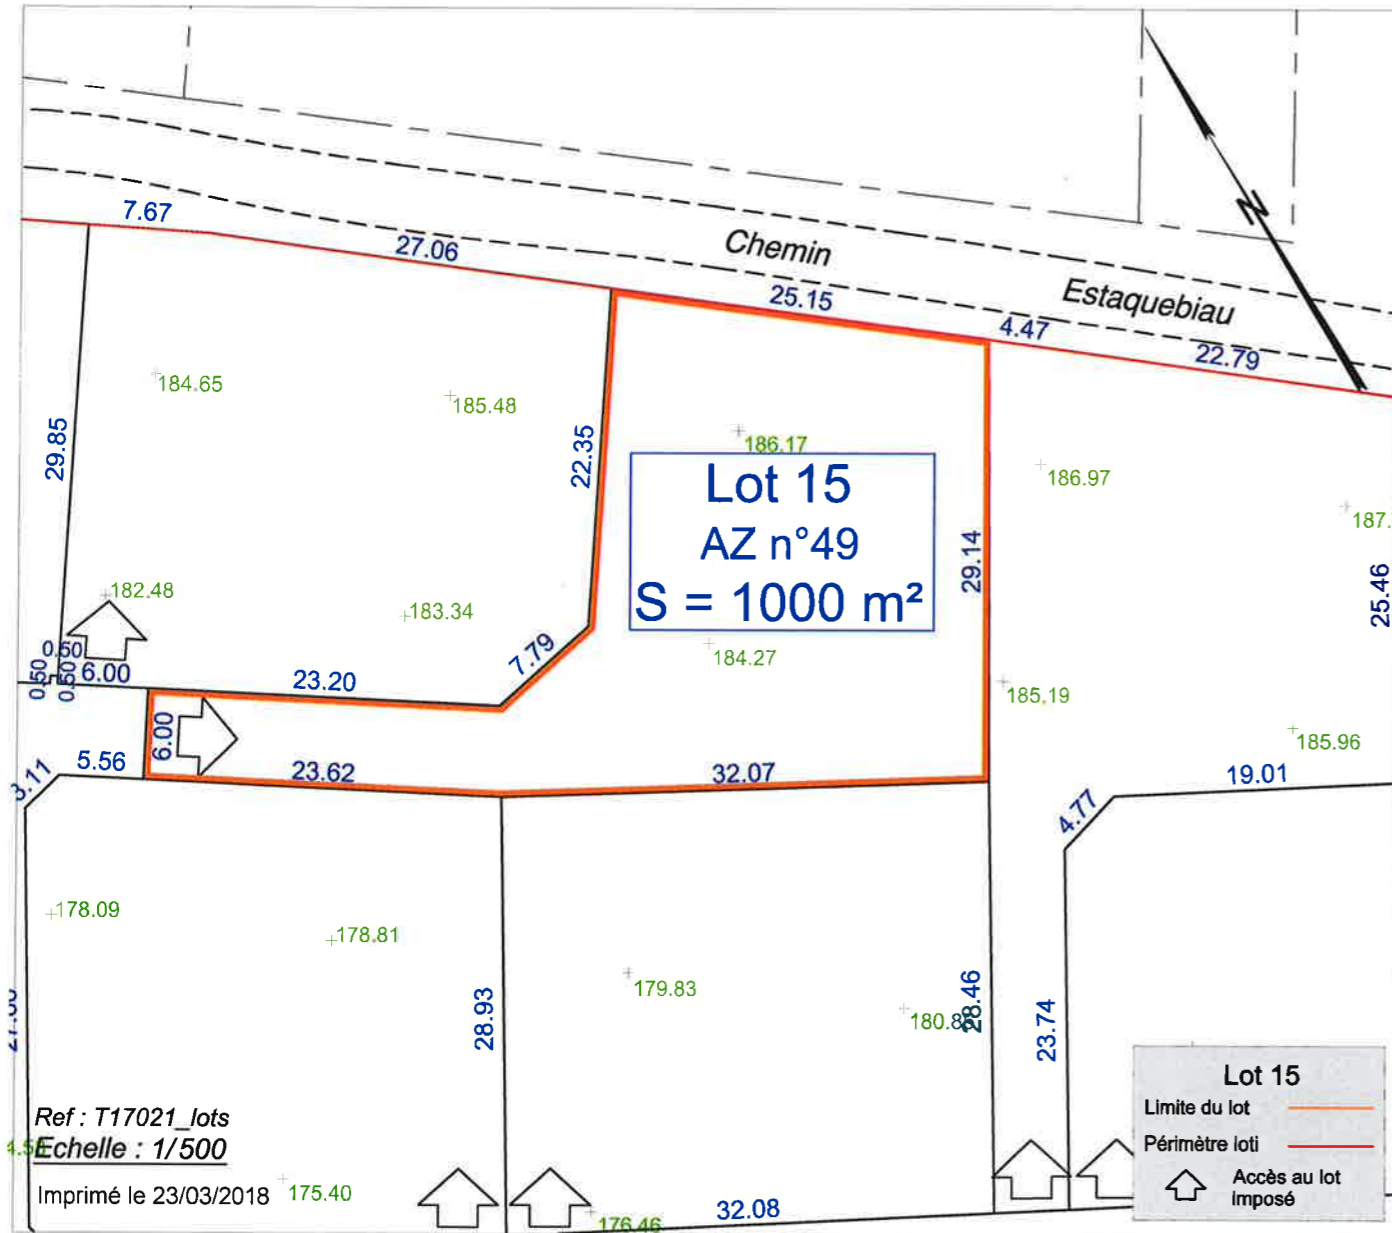 7.67
27.06
Chemin
25.15
Estaquebiau
4.47
22.79
184.65
185.48
29.85
22.35
186.17
186.97
Lot 15
AZ n°49
S = 1000 m²
29.14
25.46
182.48
183.34
7.79
184.27
0.50
0.50
0.50
6.00
23.20
185.19
185.96
6.00
5.56
3.11
23.62
32.07
19.01
4.77
178.09
178.81
179.83
28.93
28.46
23.74
N
Ref : T17021_lots
Echelle : 1/500
Imprimé le 23/03/2018
175.40
176.46
32.08
Lot 15
Limite du lot
Périmètre loti
Accès au lot
imposé